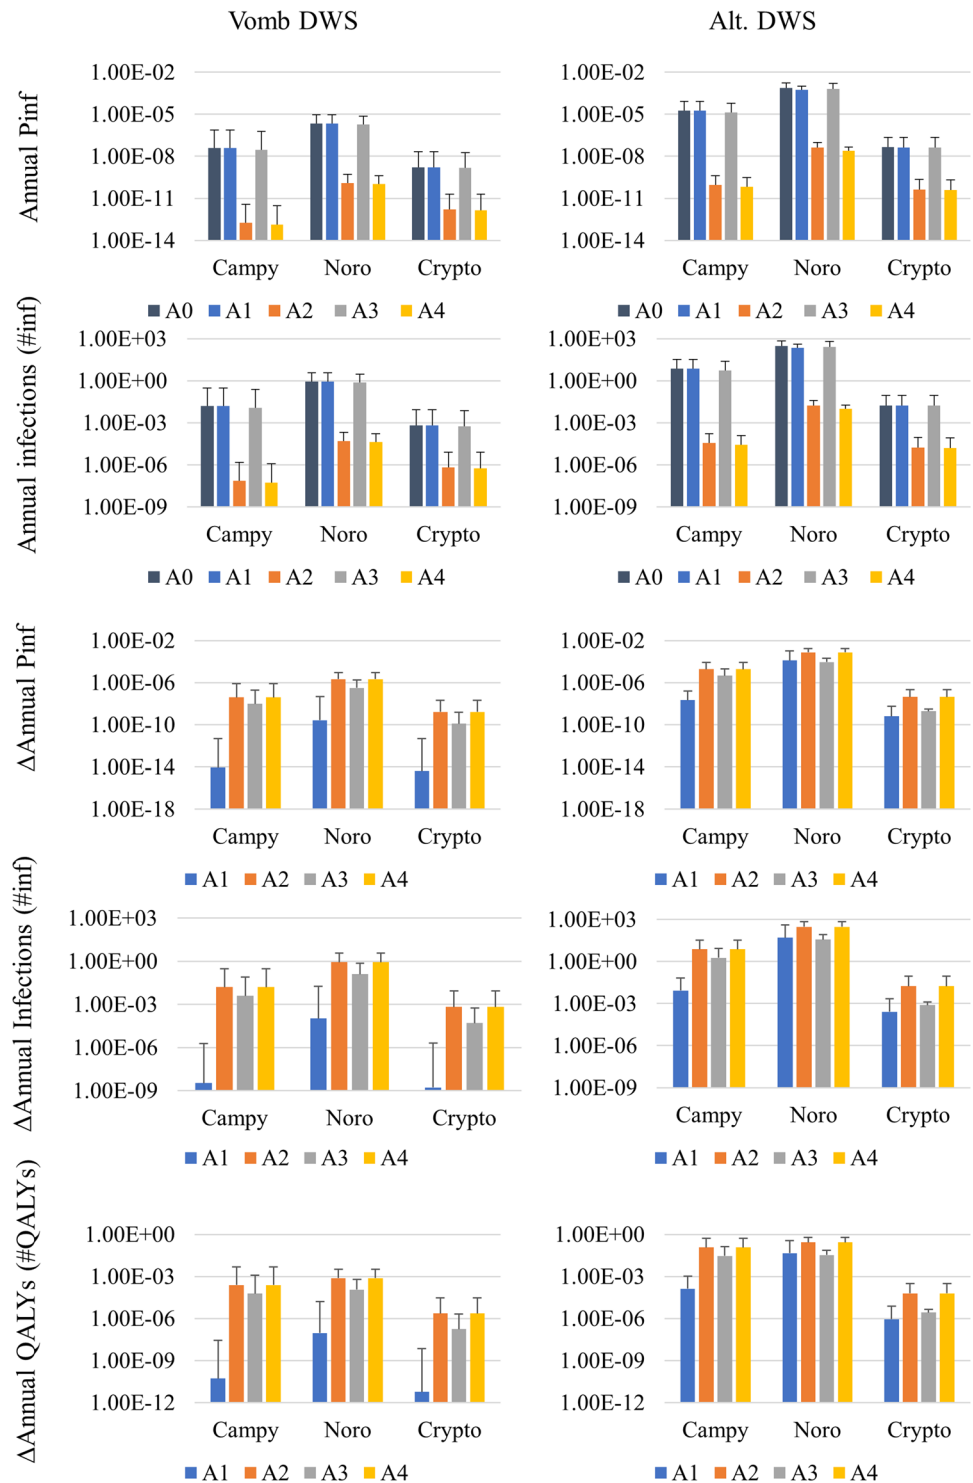 Vomb DWS
Alt. DWS
Annual Pinf
1.00E-02
1.00E-05
1.00E-08
1.00E-11
1.00E-14
Campy Noro Crypto
A0 A1 A2 A3 A4
1.00E-02
1.00E-05
1.00E-08
1.00E-11
1.00E-14
Campy Noro Crypto
A0 A1 A2 A3 A4
Annual infections (#inf)
1.00E+03
1.00E+00
1.00E-03
1.00E-06
1.00E-09
Campy Noro Crypto
A0 A1 A2 A3 A4
1.00E+03
1.00E+00
1.00E-03
1.00E-06
1.00E-09
Campy Noro Crypto
A0 A1 A2 A3 A4
ΔAnnual Pinf
1.00E-02
1.00E-06
1.00E-10
1.00E-14
1.00E-18
Campy Noro Crypto
A1 A2 A3 A4
1.00E-02
1.00E-06
1.00E-10
1.00E-14
1.00E-18
Campy Noro Crypto
A1 A2 A3 A4
ΔAnnual Infections (#inf)
1.00E+03
1.00E+00
1.00E-03
1.00E-06
1.00E-09
Campy Noro Crypto
A1 A2 A3 A4
1.00E+03
1.00E+00
1.00E-03
1.00E-06
1.00E-09
Campy Noro Crypto
A1 A2 A3 A4
ΔAnnual QALYs (#QALYs)
1.00E+00
1.00E-03
1.00E-06
1.00E-09
1.00E-12
Campy Noro Crypto
A1 A2 A3 A4
1.00E+00
1.00E-03
1.00E-06
1.00E-09
1.00E-12
Campy Noro Crypto
A1 A2 A3 A4